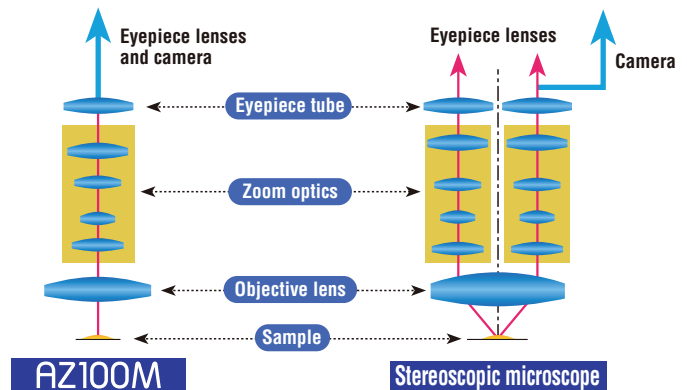 Eyepiece lenses
and camera
Eyepiece lenses
Camera
Eyepiece tube
Zoom optics
Objective lens
Sample
AZ100M
Stereoscopic microscope